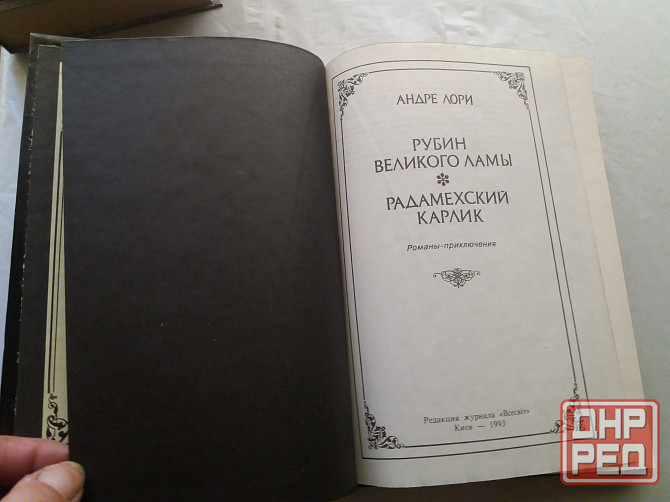 АНДРЕ ЛОРИ
РУБИН
ВЕЛИКОГО ЛАМЫ
*
РАДАМЕХСКИЙ
КАРЛИК
Романы-приключения
Редакция журнала «Всесвіт»
Киев — 1993
ДНР
РЕД